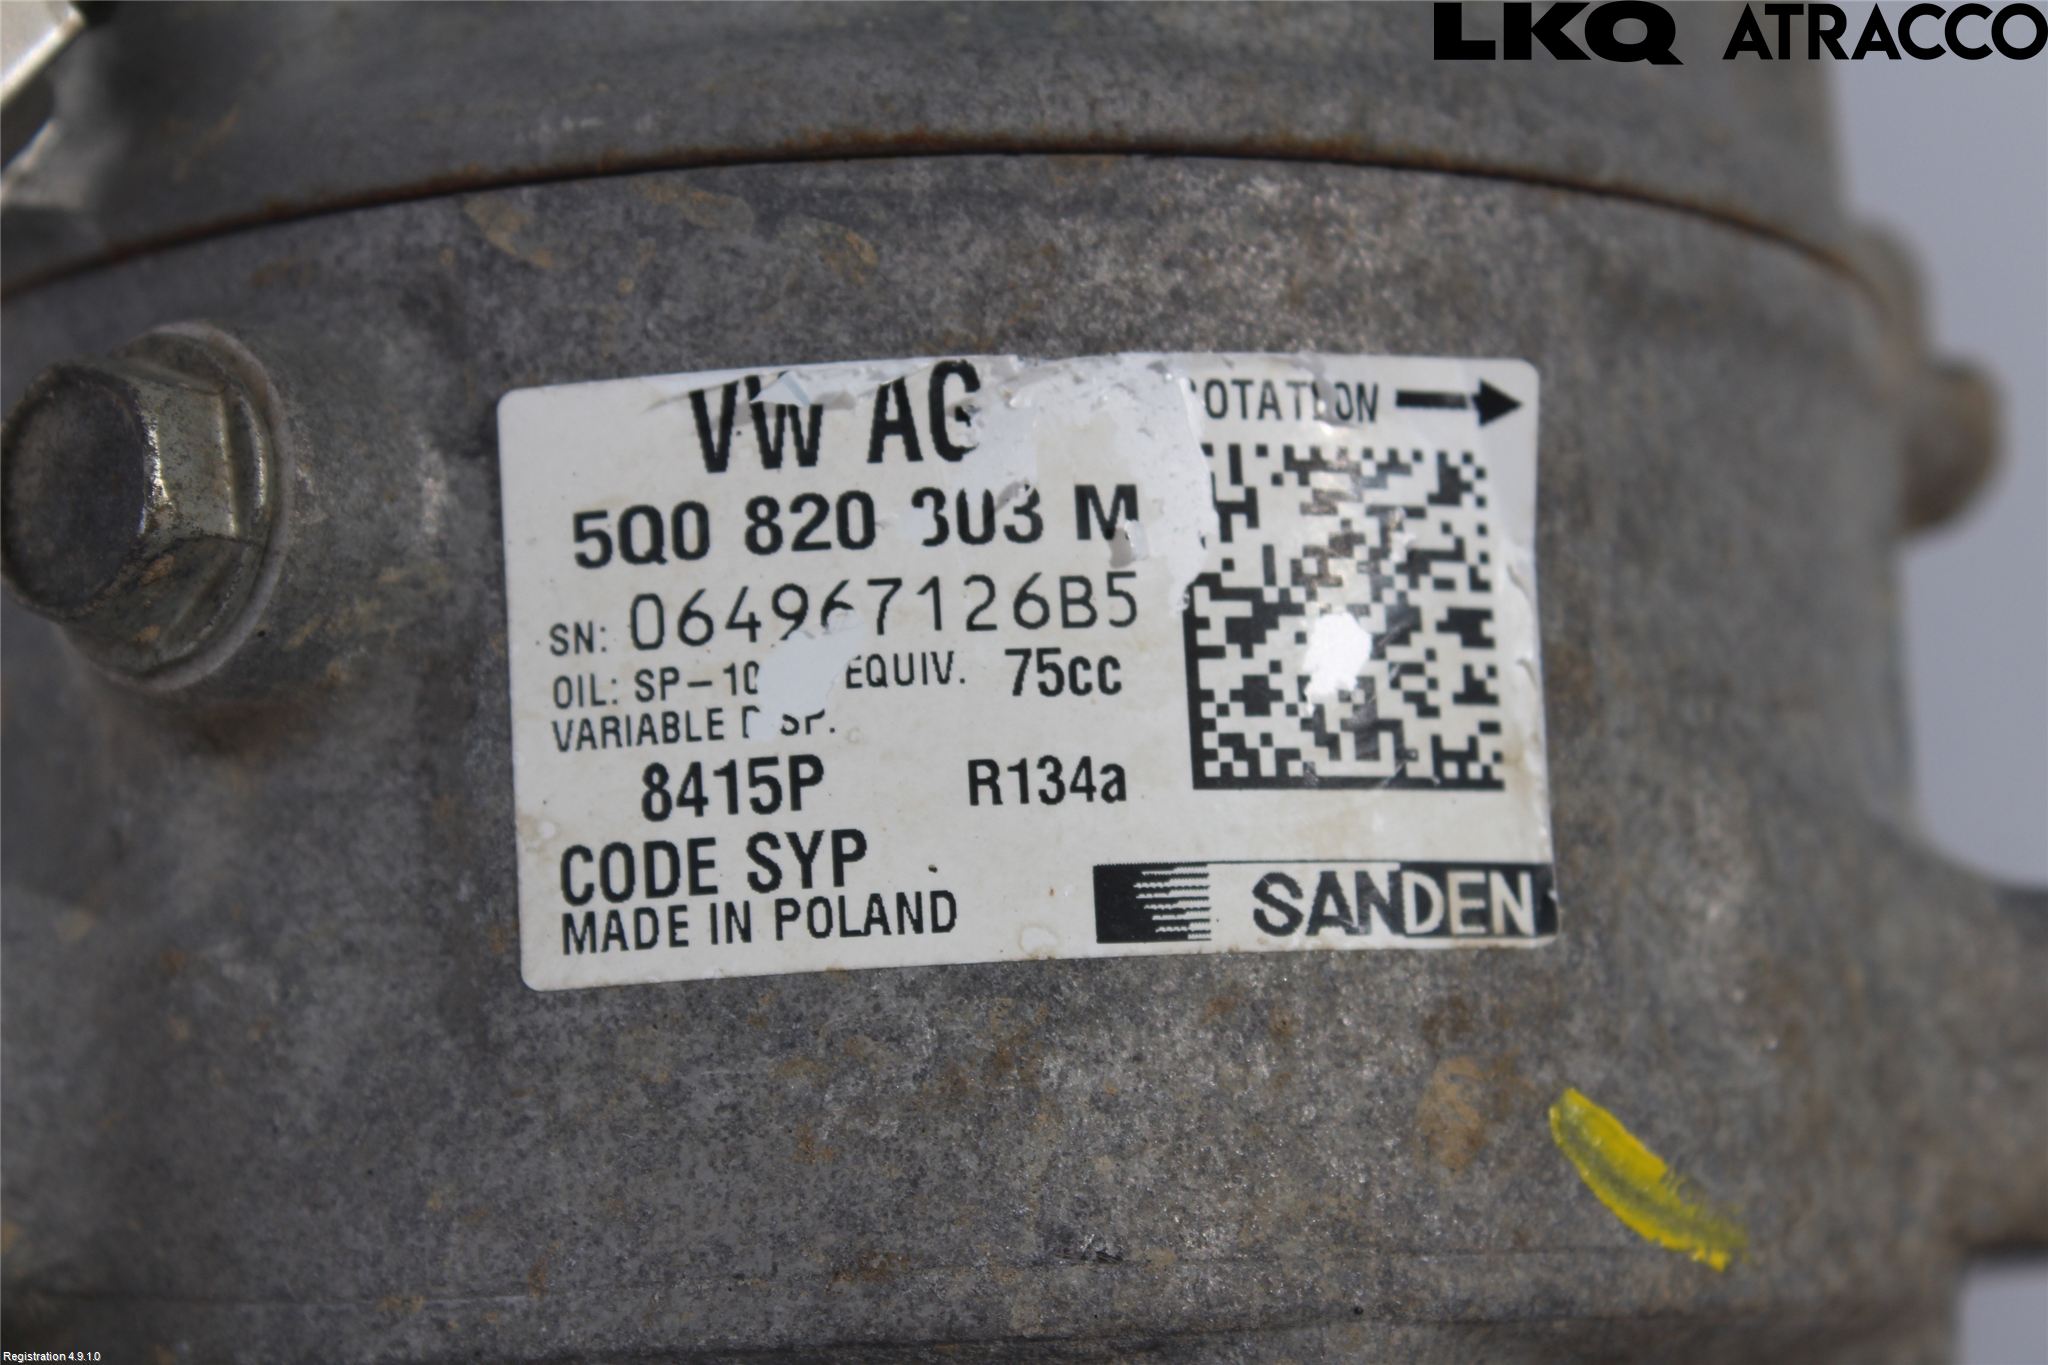 LKQ ATRACCO
VW AG
ROTATION
5Q0 820 803 M
SN: 064967126B5
OIL: SP-10 EQUIV. 75cc
VARIABLE DISP.
8415P R134a
CODE SYP
MADE IN POLAND
SANDEN
Registration 4.9.1.0